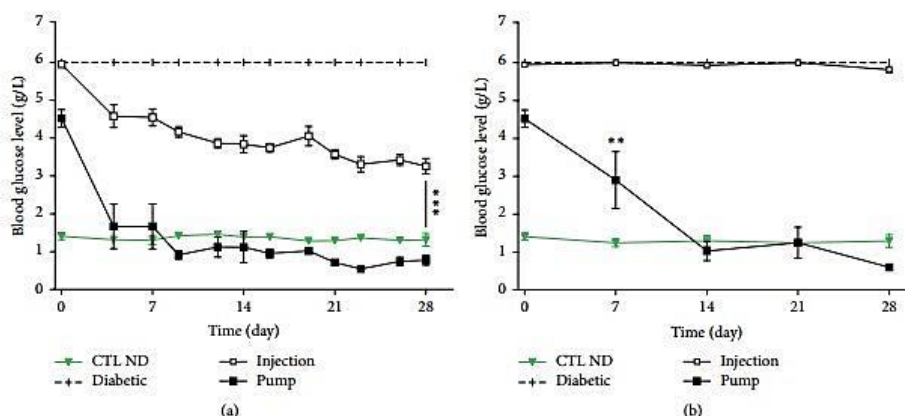 7
6
5
4
3
2
1
0
Blood glucose level (g/L)
***
0
7
14
21
28
Time (day)
CTL ND
Injection
Diabetic
Pump
(a)
7
6
5
4
3
2
1
0
Blood glucose level (g/L)
**
0
7
14
21
28
Time (day)
CTL ND
Injection
Diabetic
Pump
(b)